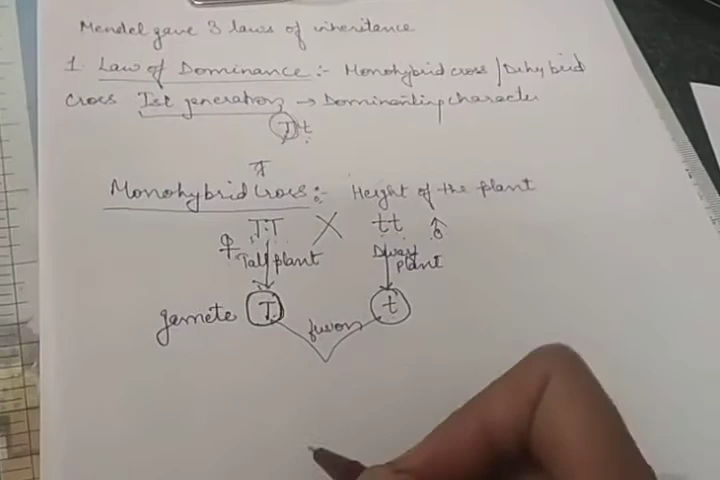 Mendel gave 3 laws of inheritance
1. Law of Dominance :- Monohybrid cross / Dihybrid
cross Ist generation → Dominating character
Tt
Monohybrid Cross :- Height of the plant
TT X tt
♀ Tall plant Dwarf plant ♂
gamete T t
fusion